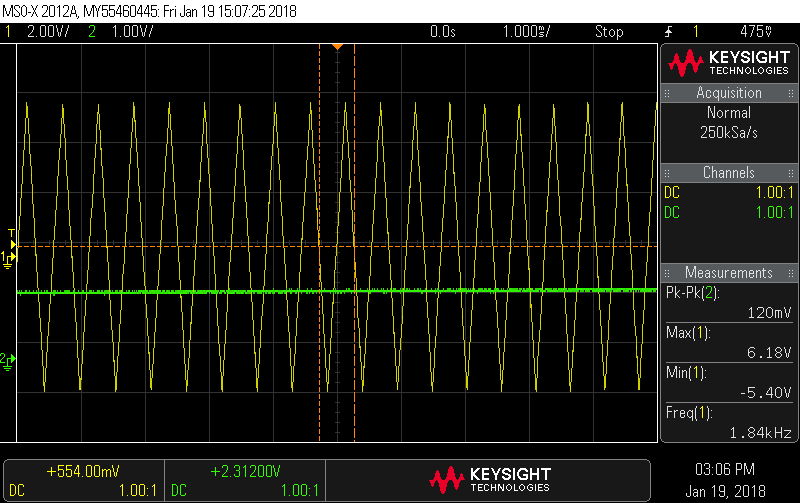 MSO-X 2012A, MY55460445: Fri Jan 19 15:07:25 2018
1 2.00V/ 2 1.00V/ 0.0s 1.000%/ Stop 1 475%
KEYSIGHT
TECHNOLOGIES
Acquisition
Normal
250kSa/s
Channels
DC 1.00:1
DC 1.00:1
Measurements
Pk-Pk(2):
120mV
Max(1):
6.18V
Min(1):
-5.40V
Freq(1):
1.84kHz
T
1
2
+554.00mV
DC 1.00:1
+2.31200V
DC 1.00:1
KEYSIGHT
TECHNOLOGIES
03:06 PM
Jan 19, 2018